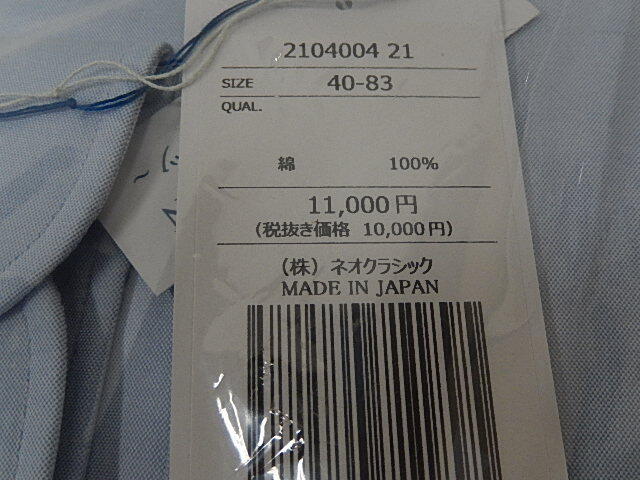 2104004 21
SIZE 40-83
QUAL.
綿 100%
11,000円
(税抜き価格 10,000円)
(株) ネオクラシック
MADE IN JAPAN